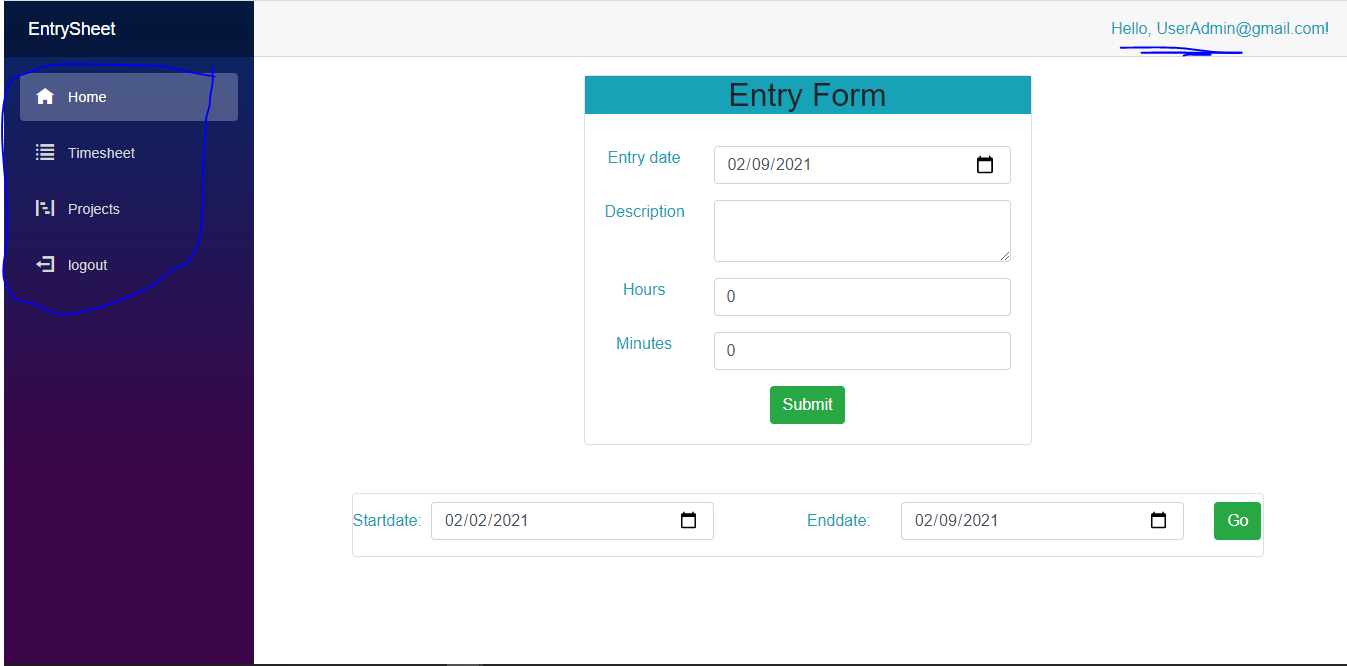 EntrySheet
Hello, UserAdmin@gmail.com!
Home
Timesheet
Projects
logout
Entry Form
Entry date 02/09/2021
Description
Hours 0
Minutes 0
Submit
Startdate: 02/02/2021 Enddate: 02/09/2021 Go